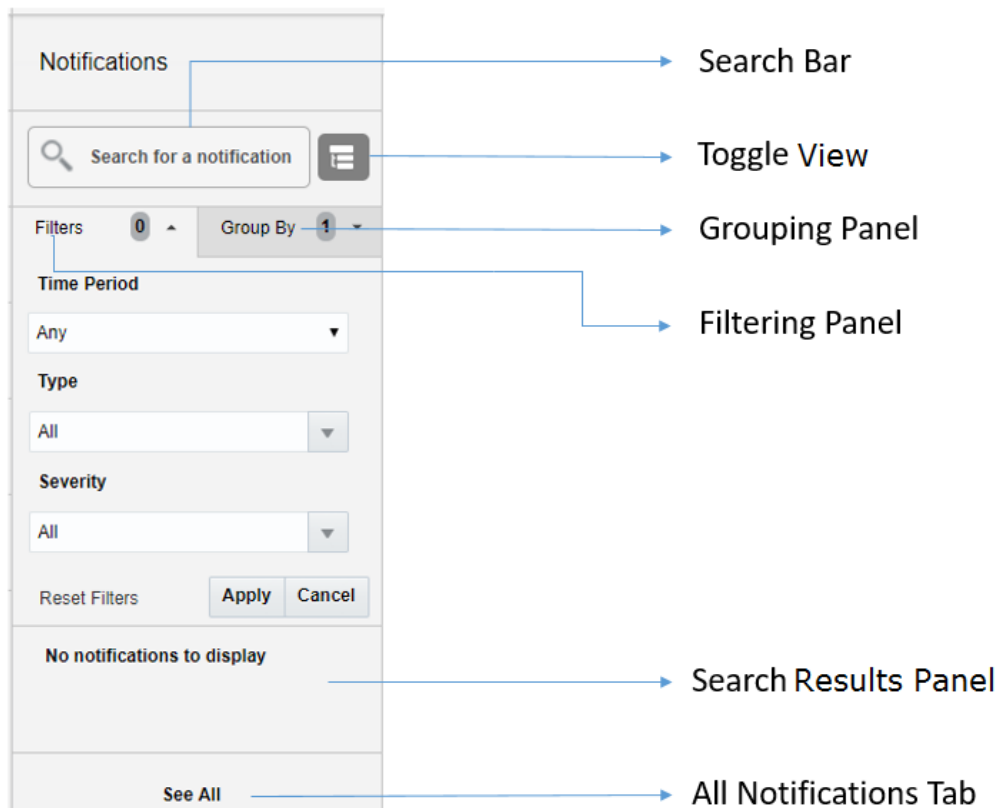 Notifications
Search Bar
Search for a notification
Toggle View
Filters 0 Group By 1
Grouping Panel
Time Period
Filtering Panel
Any
Type
All
Severity
All
Reset Filters Apply Cancel
No notifications to display
Search Results Panel
See All
All Notifications Tab